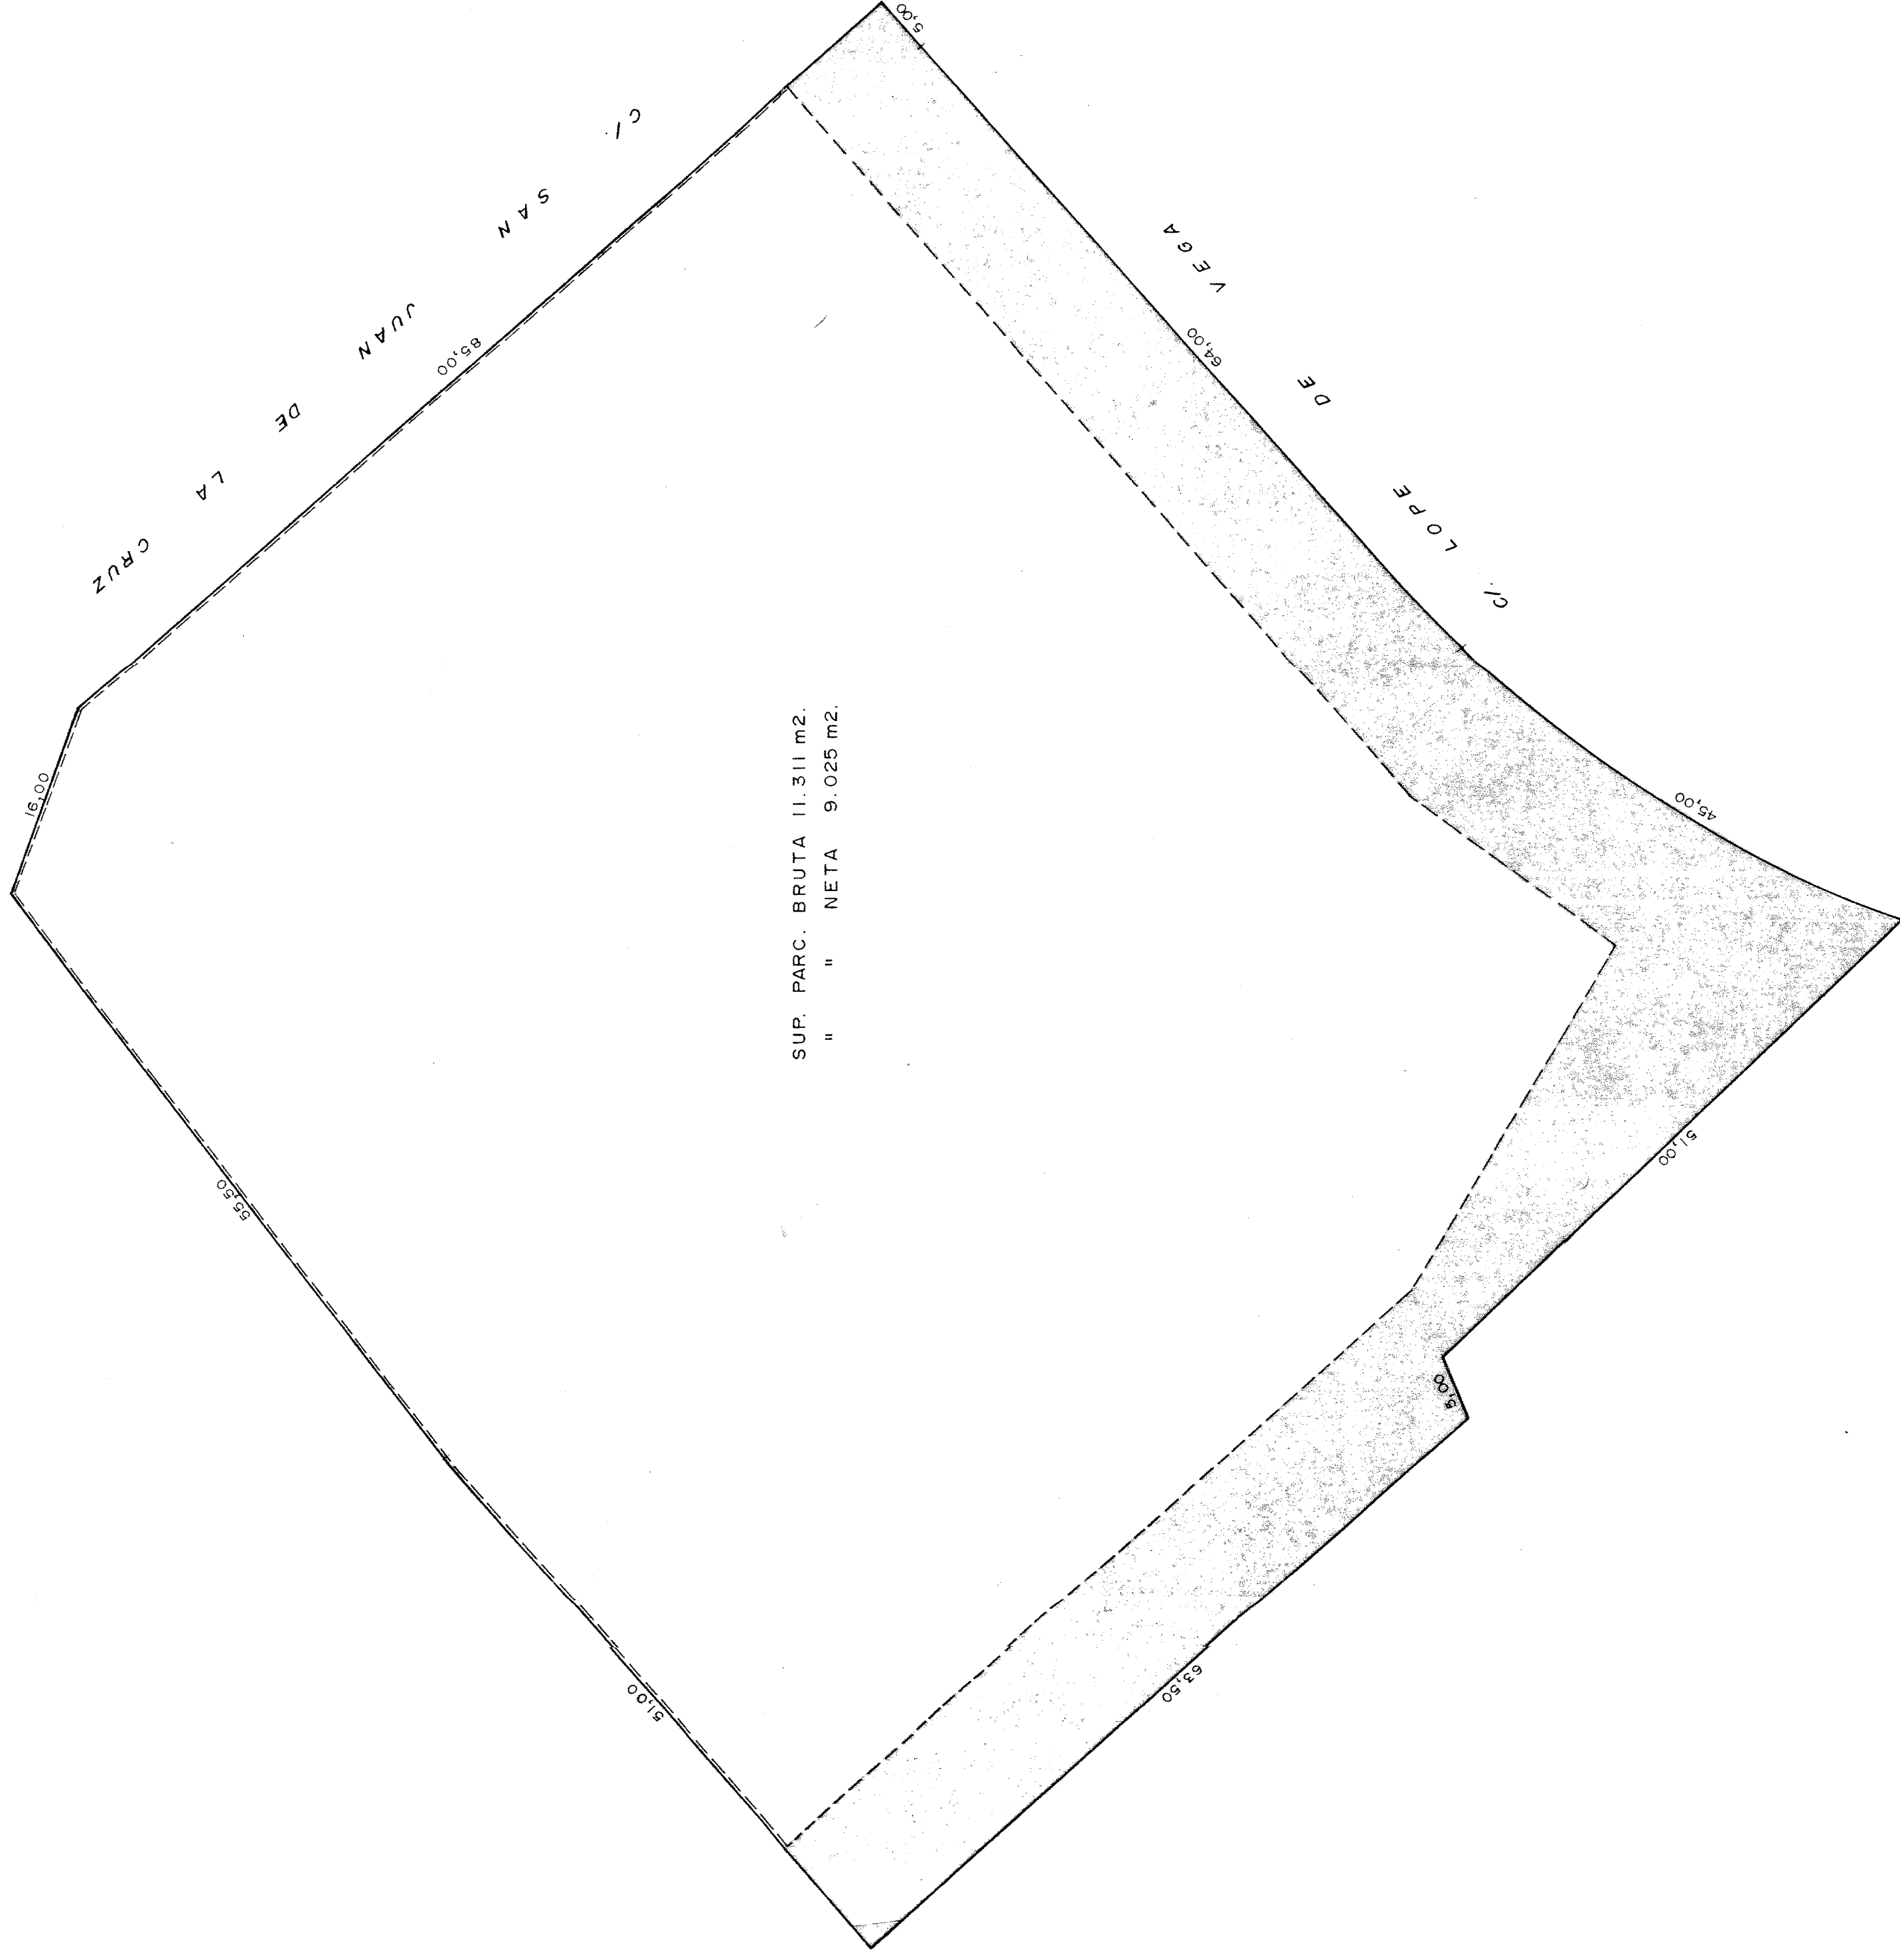 C/. SAN JUAN DE LA CRUZ
C/. LOPE DE VEGA
SUP. PARC. BRUTA 11.311 m2.
" " NETA 9.025 m2.
5,00
64,00
45,00
51,00
5,00
63,50
51,00
55,50
16,00
85,00